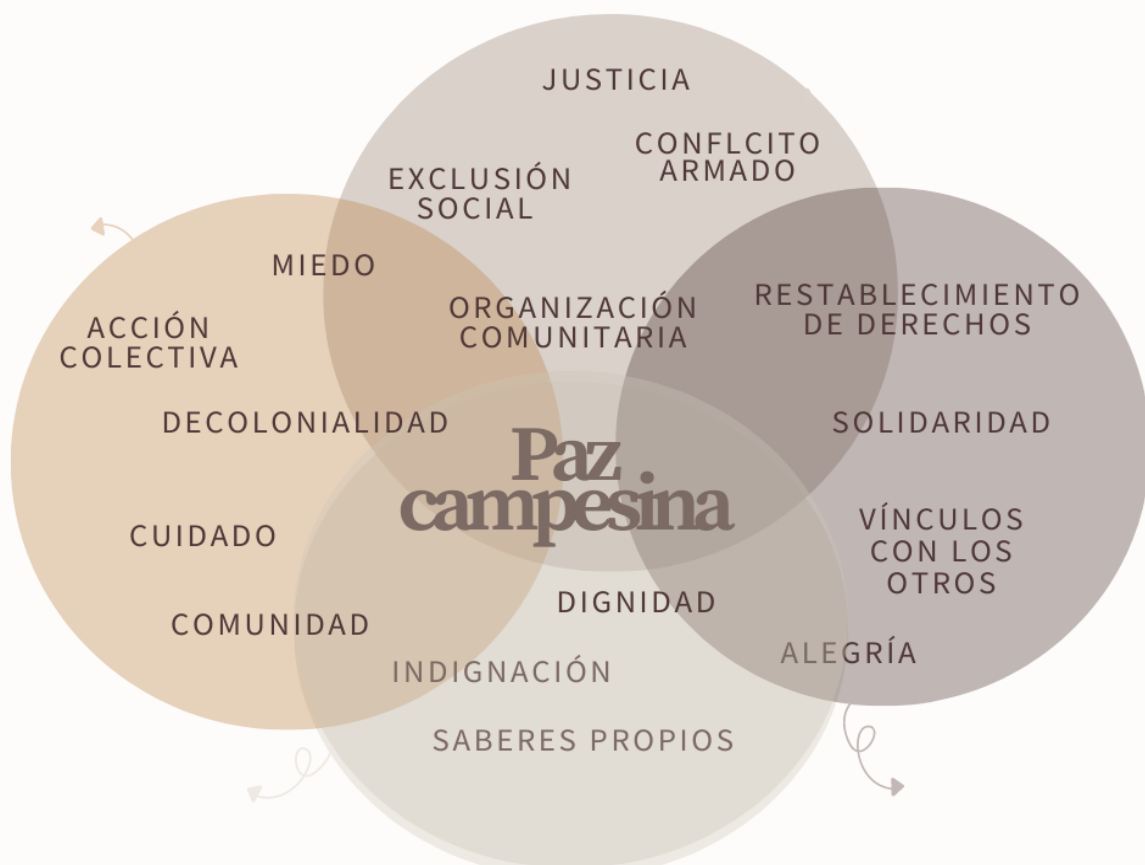 JUSTICIA
CONFLCITO
ARMADO
EXCLUSIÓN
SOCIAL
MIEDO
ORGANIZACIÓN
COMUNITARIA
RESTABLECIMIENTO
DE DERECHOS
ACCIÓN
COLECTIVA
DECOLONIALIDAD
SOLIDARIDAD
Paz
campesina
CUIDADO
VÍNCULOS
CON LOS
OTROS
DIGNIDAD
COMUNIDAD
ALEGRÍA
INDIGNACIÓN
SABERES PROPIOS